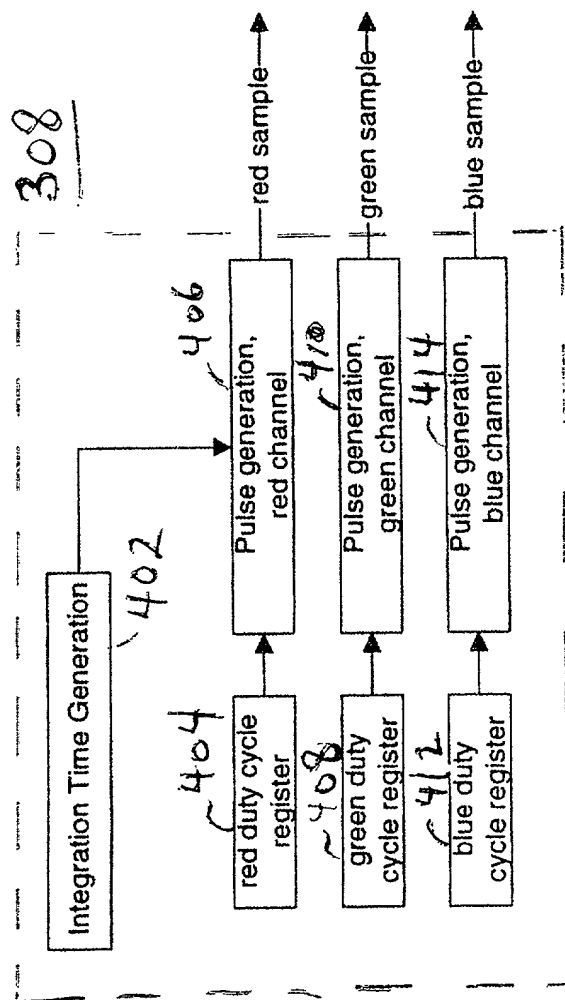 308
Integration Time Generation
402
404
red duty cycle
register
406
Pulse generation,
red channel
red sample
408
green duty
cycle register
410
Pulse generation,
green channel
green sample
412
blue duty
cycle register
414
Pulse generation,
blue channel
blue sample